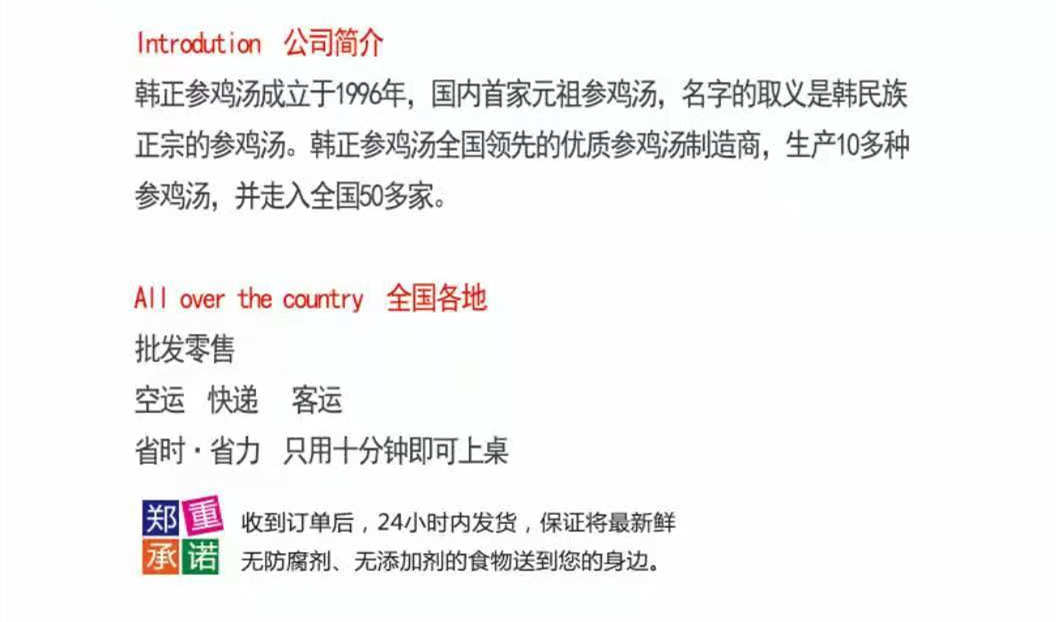 Introdution 公司简介
韩正参鸡汤成立于1996年，国内首家元祖参鸡汤，名字的取义是韩民族
正宗的参鸡汤。韩正参鸡汤全国领先的优质参鸡汤制造商，生产10多种
参鸡汤，并走入全国50多家。
All over the country 全国各地
批发零售
空运 快递 客运
省时·省力 只用十分钟即可上桌
郑重
承诺
收到订单后，24小时内发货，保证将最新鲜
无防腐剂、无添加剂的食物送到您的身边。